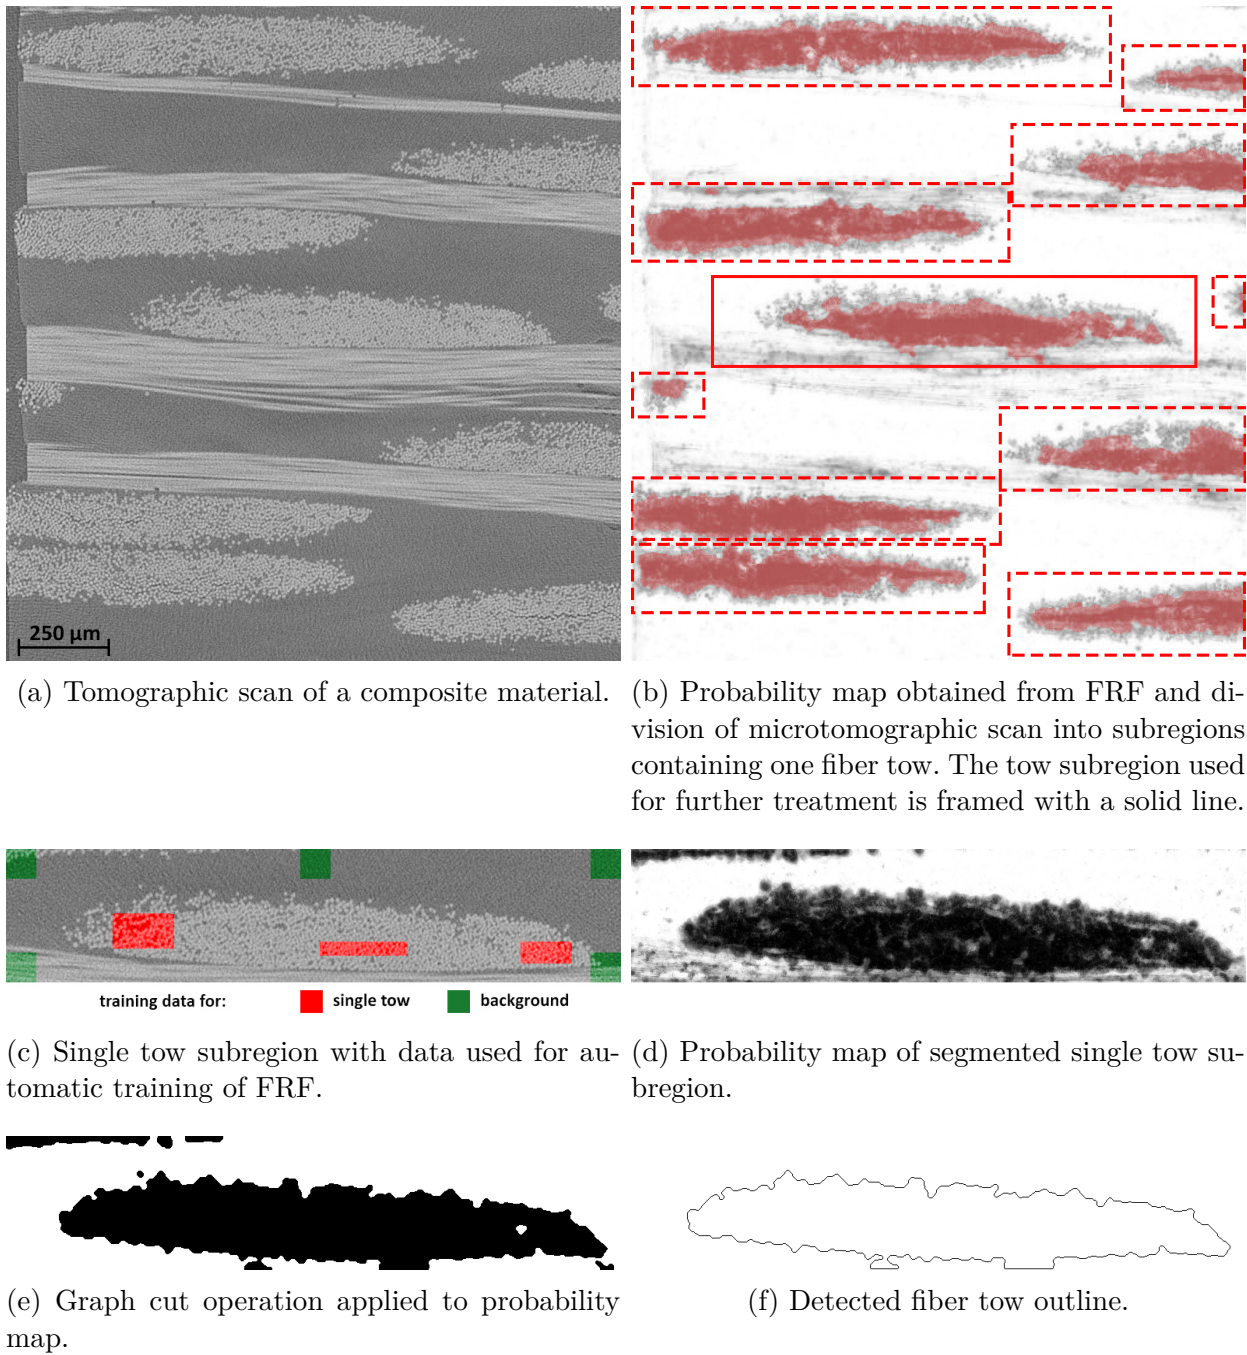 250 µm
(a) Tomographic scan of a composite material.
(b) Probability map obtained from FRF and di-
vision of microtomographic scan into subregions
containing one fiber tow. The tow subregion used
for further treatment is framed with a solid line.
training data for: single tow background
(c) Single tow subregion with data used for au-
tomatic training of FRF.
(d) Probability map of segmented single tow su-
bregion.
(e) Graph cut operation applied to probability
map.
(f) Detected fiber tow outline.